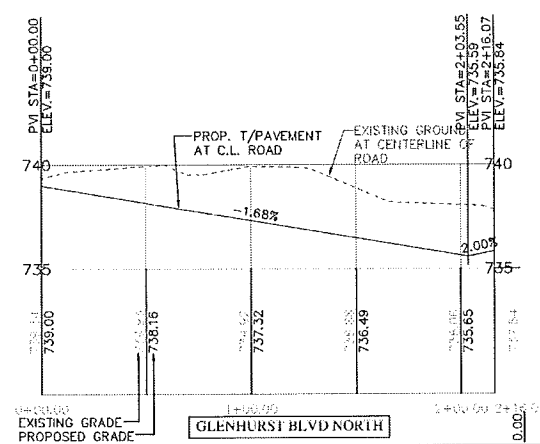 PVI STA=0+00.00
ELEV.=739.00
PVI STA=2+03.55
ELEV.=735.59
PVI STA=2+16.07
ELEV.=735.84
PROP. T/PAVEMENT
AT C.L. ROAD
EXISTING GROUND
AT CENTERLINE OF
ROAD
740
740
-1.68%
2.00%
735
735
739.00
738.16
737.32
736.49
735.65
0+00.00
1+00.00
2+16.0
EXISTING GRADE
PROPOSED GRADE
GLENHURST BLVD NORTH
0.00